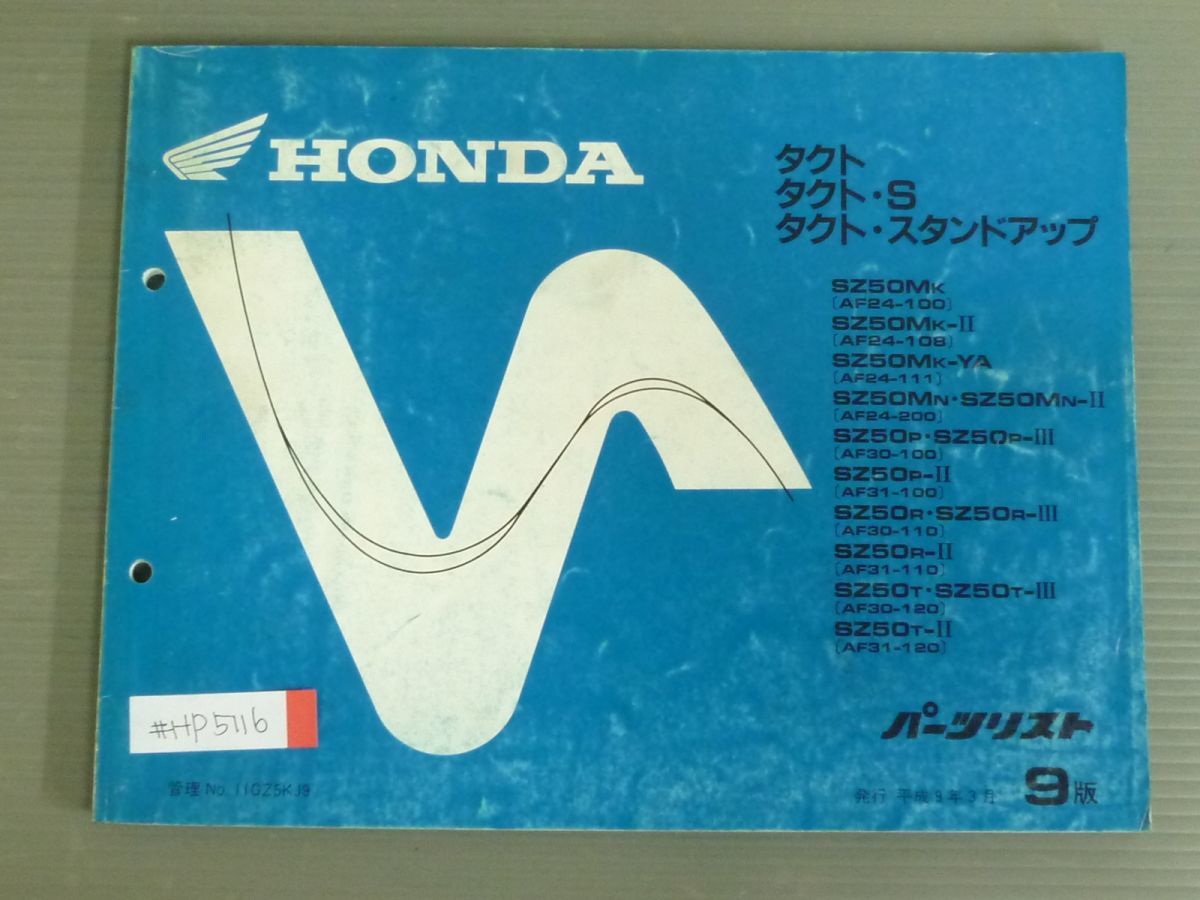 HONDA
タクト
タクト・S
タクト・スタンドアップ
SZ50MK
〔AF24-100〕
SZ50MK-II
〔AF24-108〕
SZ50MK-YA
〔AF24-111〕
SZ50MN・SZ50MN-II
〔AF24-200〕
SZ50P・SZ50P-III
〔AF30-100〕
SZ50P-II
〔AF31-100〕
SZ50R・SZ50R-III
〔AF30-110〕
SZ50R-II
〔AF31-110〕
SZ50T・SZ50T-III
〔AF30-120〕
SZ50T-II
〔AF31-120〕
パーツリスト
#HP5716
管理 No. 11GZ5KJ9
発行 平成9年3月 9版